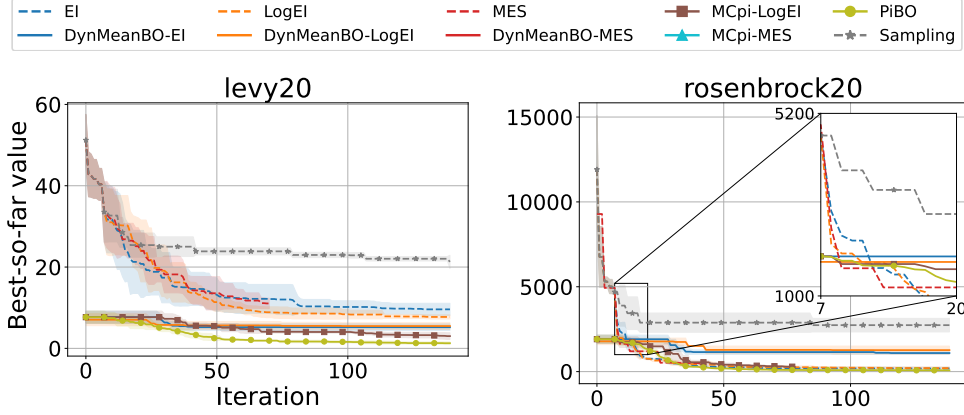 EI LogEI MES MCpi-LogEI PiBO
DynMeanBO-EI DynMeanBO-LogEI DynMeanBO-MES MCpi-MES Sampling
levy20
Best-so-far value
60
40
20
0
0 50 100
Iteration
rosenbrock20
15000
10000
5000
0
0 50 100
5200
1000
7 20